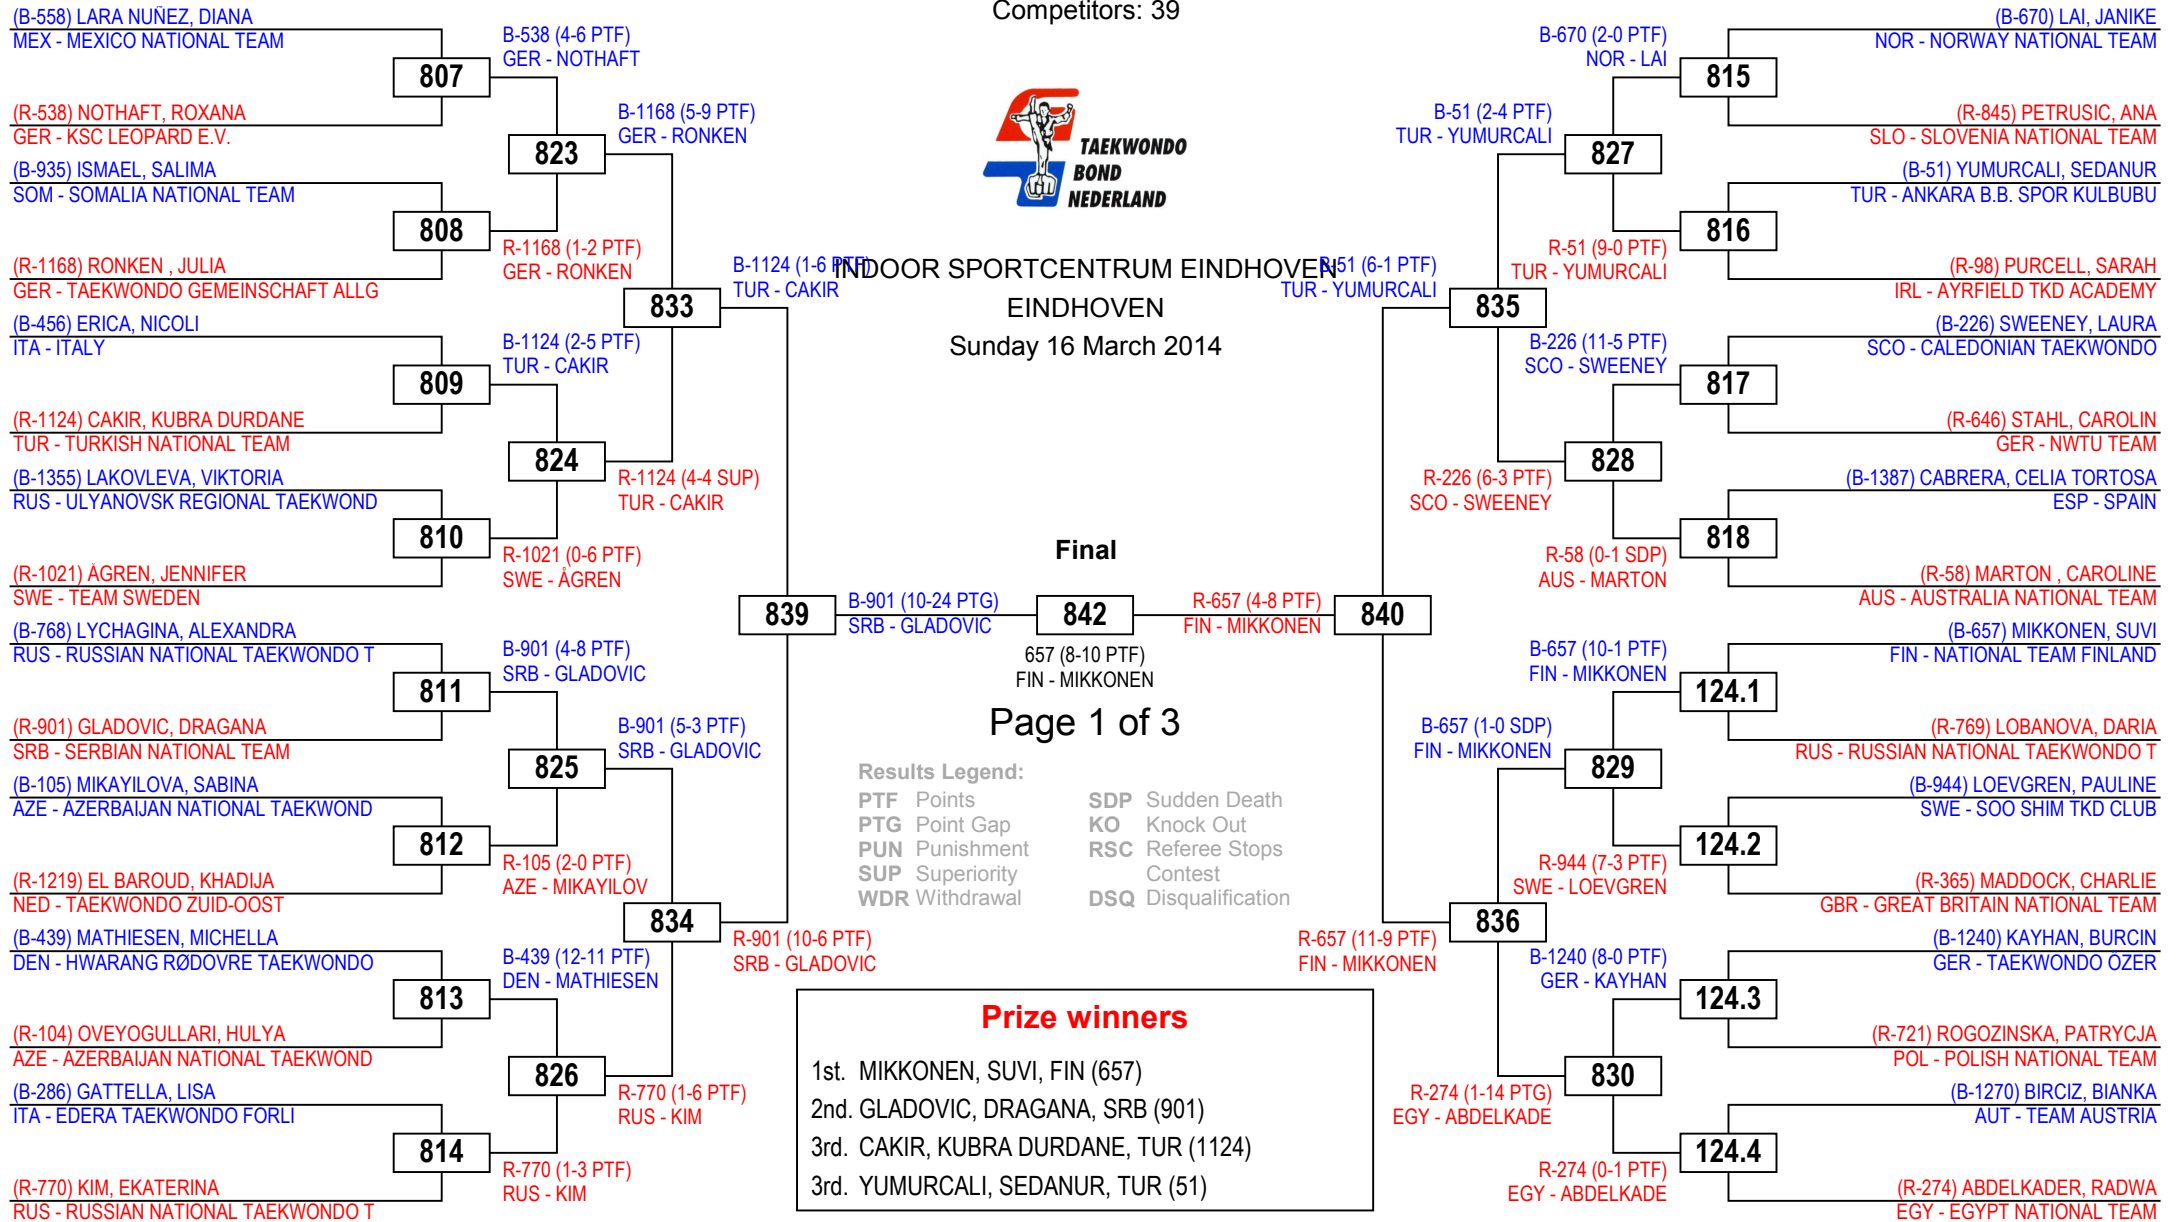 Competitors: 39
TAEKWONDO
BOND
NEDERLAND
INDOOR SPORTCENTRUM EINDHOVEN
EINDHOVEN
Sunday 16 March 2014
(B-558) LARA NUÑEZ, DIANA
MEX - MEXICO NATIONAL TEAM
807
(R-538) NOTHAFT, ROXANA
GER - KSC LEOPARD E.V.
(B-935) ISMAEL, SALIMA
SOM - SOMALIA NATIONAL TEAM
808
(R-1168) RONKEN , JULIA
GER - TAEKWONDO GEMEINSCHAFT ALLG
(B-456) ERICA, NICOLI
ITA - ITALY
809
(R-1124) CAKIR, KUBRA DURDANE
TUR - TURKISH NATIONAL TEAM
(B-1355) LAKOVLEVA, VIKTORIA
RUS - ULYANOVSK REGIONAL TAEKWOND
810
(R-1021) ÅGREN, JENNIFER
SWE - TEAM SWEDEN
(B-768) LYCHAGINA, ALEXANDRA
RUS - RUSSIAN NATIONAL TAEKWONDO T
811
(R-901) GLADOVIC, DRAGANA
SRB - SERBIAN NATIONAL TEAM
(B-105) MIKAYILOVA, SABINA
AZE - AZERBAIJAN NATIONAL TAEKWOND
812
(R-1219) EL BAROUD, KHADIJA
NED - TAEKWONDO ZUID-OOST
(B-439) MATHIESEN, MICHELLA
DEN - HWARANG RØDOVRE TAEKWONDO
813
(R-104) OVEYOGULLARI, HULYA
AZE - AZERBAIJAN NATIONAL TAEKWOND
(B-286) GATTELLA, LISA
ITA - EDERA TAEKWONDO FORLI
814
(R-770) KIM, EKATERINA
RUS - RUSSIAN NATIONAL TAEKWONDO T
B-538 (4-6 PTF)
GER - NOTHAFT
823
R-1168 (1-2 PTF)
GER - RONKEN
B-1124 (2-5 PTF)
TUR - CAKIR
824
R-1021 (0-6 PTF)
SWE - ÅGREN
B-901 (4-8 PTF)
SRB - GLADOVIC
825
R-105 (2-0 PTF)
AZE - MIKAYILOV
B-439 (12-11 PTF)
DEN - MATHIESEN
826
R-770 (1-3 PTF)
RUS - KIM
B-1168 (5-9 PTF)
GER - RONKEN
833
R-1124 (4-4 SUP)
TUR - CAKIR
B-901 (5-3 PTF)
SRB - GLADOVIC
834
R-770 (1-6 PTF)
RUS - KIM
B-1124 (1-6 PTF)
TUR - CAKIR
839
R-901 (10-6 PTF)
SRB - GLADOVIC
Final
B-901 (10-24 PTG)
SRB - GLADOVIC
842
R-657 (4-8 PTF)
FIN - MIKKONEN
657 (8-10 PTF)
FIN - MIKKONEN
Page 1 of 3
Results Legend:
PTF Points
PTG Point Gap
PUN Punishment
SUP Superiority
WDR Withdrawal
SDP Sudden Death
KO Knock Out
RSC Referee Stops
Contest
DSQ Disqualification
B-51 (6-1 PTF)
TUR - YUMURCALI
840
R-657 (11-9 PTF)
FIN - MIKKONEN
B-51 (2-4 PTF)
TUR - YUMURCALI
835
R-226 (6-3 PTF)
SCO - SWEENEY
B-657 (1-0 SDP)
FIN - MIKKONEN
836
R-274 (1-14 PTG)
EGY - ABDELKADE
B-670 (2-0 PTF)
NOR - LAI
827
R-51 (9-0 PTF)
TUR - YUMURCALI
B-226 (11-5 PTF)
SCO - SWEENEY
828
R-58 (0-1 SDP)
AUS - MARTON
B-657 (10-1 PTF)
FIN - MIKKONEN
829
R-944 (7-3 PTF)
SWE - LOEVGREN
B-1240 (8-0 PTF)
GER - KAYHAN
830
R-274 (0-1 PTF)
EGY - ABDELKADE
(B-670) LAI, JANIKE
NOR - NORWAY NATIONAL TEAM
815
(R-845) PETRUSIC, ANA
SLO - SLOVENIA NATIONAL TEAM
(B-51) YUMURCALI, SEDANUR
TUR - ANKARA B.B. SPOR KULBUBU
816
(R-98) PURCELL, SARAH
IRL - AYRFIELD TKD ACADEMY
(B-226) SWEENEY, LAURA
SCO - CALEDONIAN TAEKWONDO
817
(R-646) STAHL, CAROLIN
GER - NWTU TEAM
(B-1387) CABRERA, CELIA TORTOSA
ESP - SPAIN
818
(R-58) MARTON , CAROLINE
AUS - AUSTRALIA NATIONAL TEAM
(B-657) MIKKONEN, SUVI
FIN - NATIONAL TEAM FINLAND
124.1
(R-769) LOBANOVA, DARIA
RUS - RUSSIAN NATIONAL TAEKWONDO T
(B-944) LOEVGREN, PAULINE
SWE - SOO SHIM TKD CLUB
124.2
(R-365) MADDOCK, CHARLIE
GBR - GREAT BRITAIN NATIONAL TEAM
(B-1240) KAYHAN, BURCIN
GER - TAEKWONDO ÖZER
124.3
(R-721) ROGOZINSKA, PATRYCJA
POL - POLISH NATIONAL TEAM
(B-1270) BIRCIZ, BIANKA
AUT - TEAM AUSTRIA
124.4
(R-274) ABDELKADER, RADWA
EGY - EGYPT NATIONAL TEAM
Prize winners
1st. MIKKONEN, SUVI, FIN (657)
2nd. GLADOVIC, DRAGANA, SRB (901)
3rd. CAKIR, KUBRA DURDANE, TUR (1124)
3rd. YUMURCALI, SEDANUR, TUR (51)